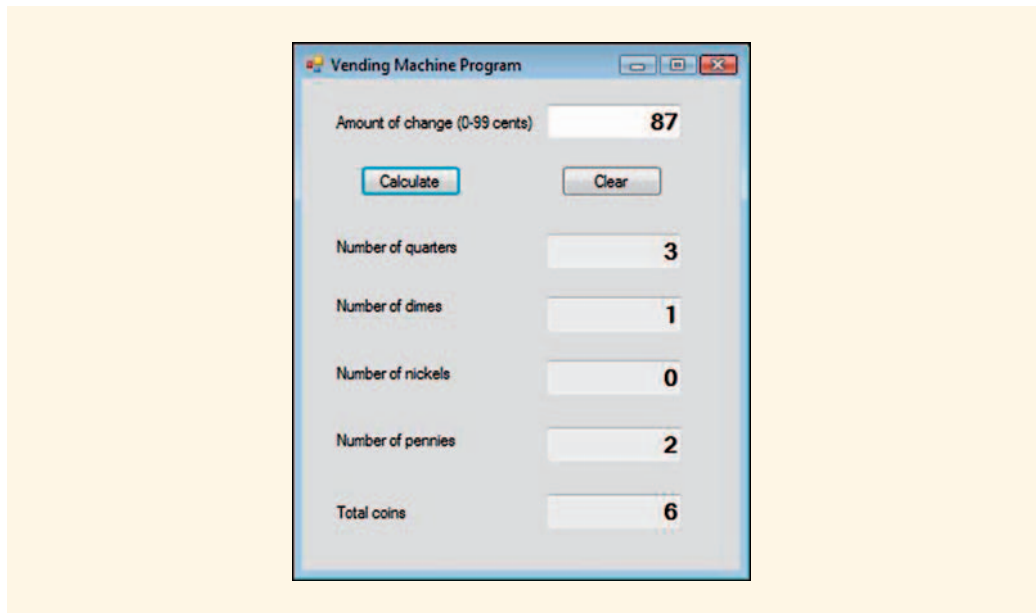 Vending Machine Program
Amount of change (0-99 cents) 87
Calculate Clear
Number of quarters 3
Number of dimes 1
Number of nickels 0
Number of pennies 2
Total coins 6